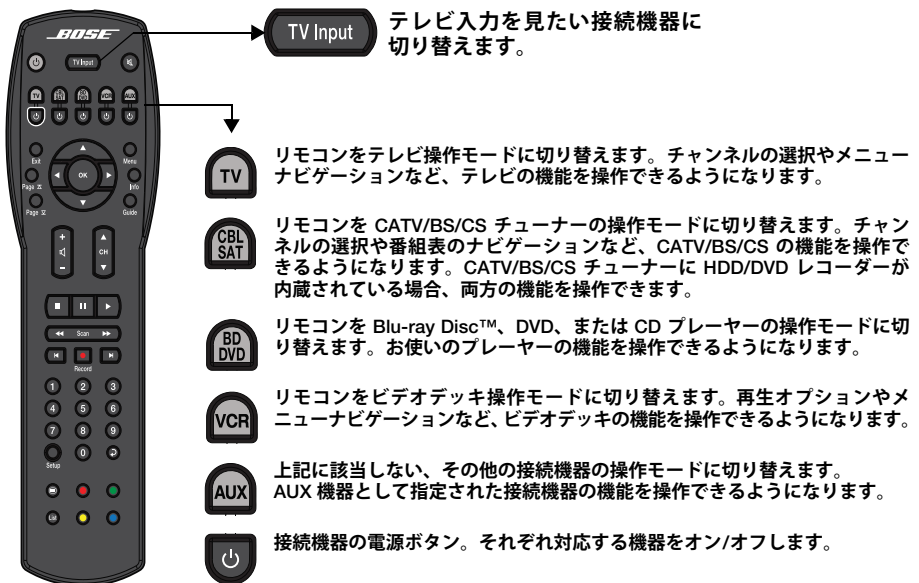 BOSE
TV Input
TV
CBL SAT
BD DVD
VCR
AUX
Exit
Menu
OK
Page
Info
Page
Guide
+
CH
-
Scan
Record
1 2 3
4 5 6
7 8 9
0
Setup
List
TV Input
テレビ入力を見たい接続機器に
切り替えます。
TV
リモコンをテレビ操作モードに切り替えます。チャンネルの選択やメニュー
ナビゲーションなど、テレビの機能を操作できるようになります。
CBL
SAT
リモコンを CATV/BS/CS チューナーの操作モードに切り替えます。チャン
ネルの選択や番組表のナビゲーションなど、CATV/BS/CS の機能を操作で
きるようになります。CATV/BS/CS チューナーに HDD/DVD レコーダーが
内蔵されている場合、両方の機能を操作できます。
BD
DVD
リモコンを Blu-ray Disc™、DVD、または CD プレーヤーの操作モードに切
り替えます。お使いのプレーヤーの機能を操作できるようになります。
VCR
リモコンをビデオデッキ操作モードに切り替えます。再生オプションやメ
ニューナビゲーションなど、ビデオデッキの機能を操作できるようになります。
AUX
上記に該当しない、その他の接続機器の操作モードに切り替えます。
AUX 機器として指定された接続機器の機能を操作できるようになります。
接続機器の電源ボタン。それぞれ対応する機器をオン/オフします。